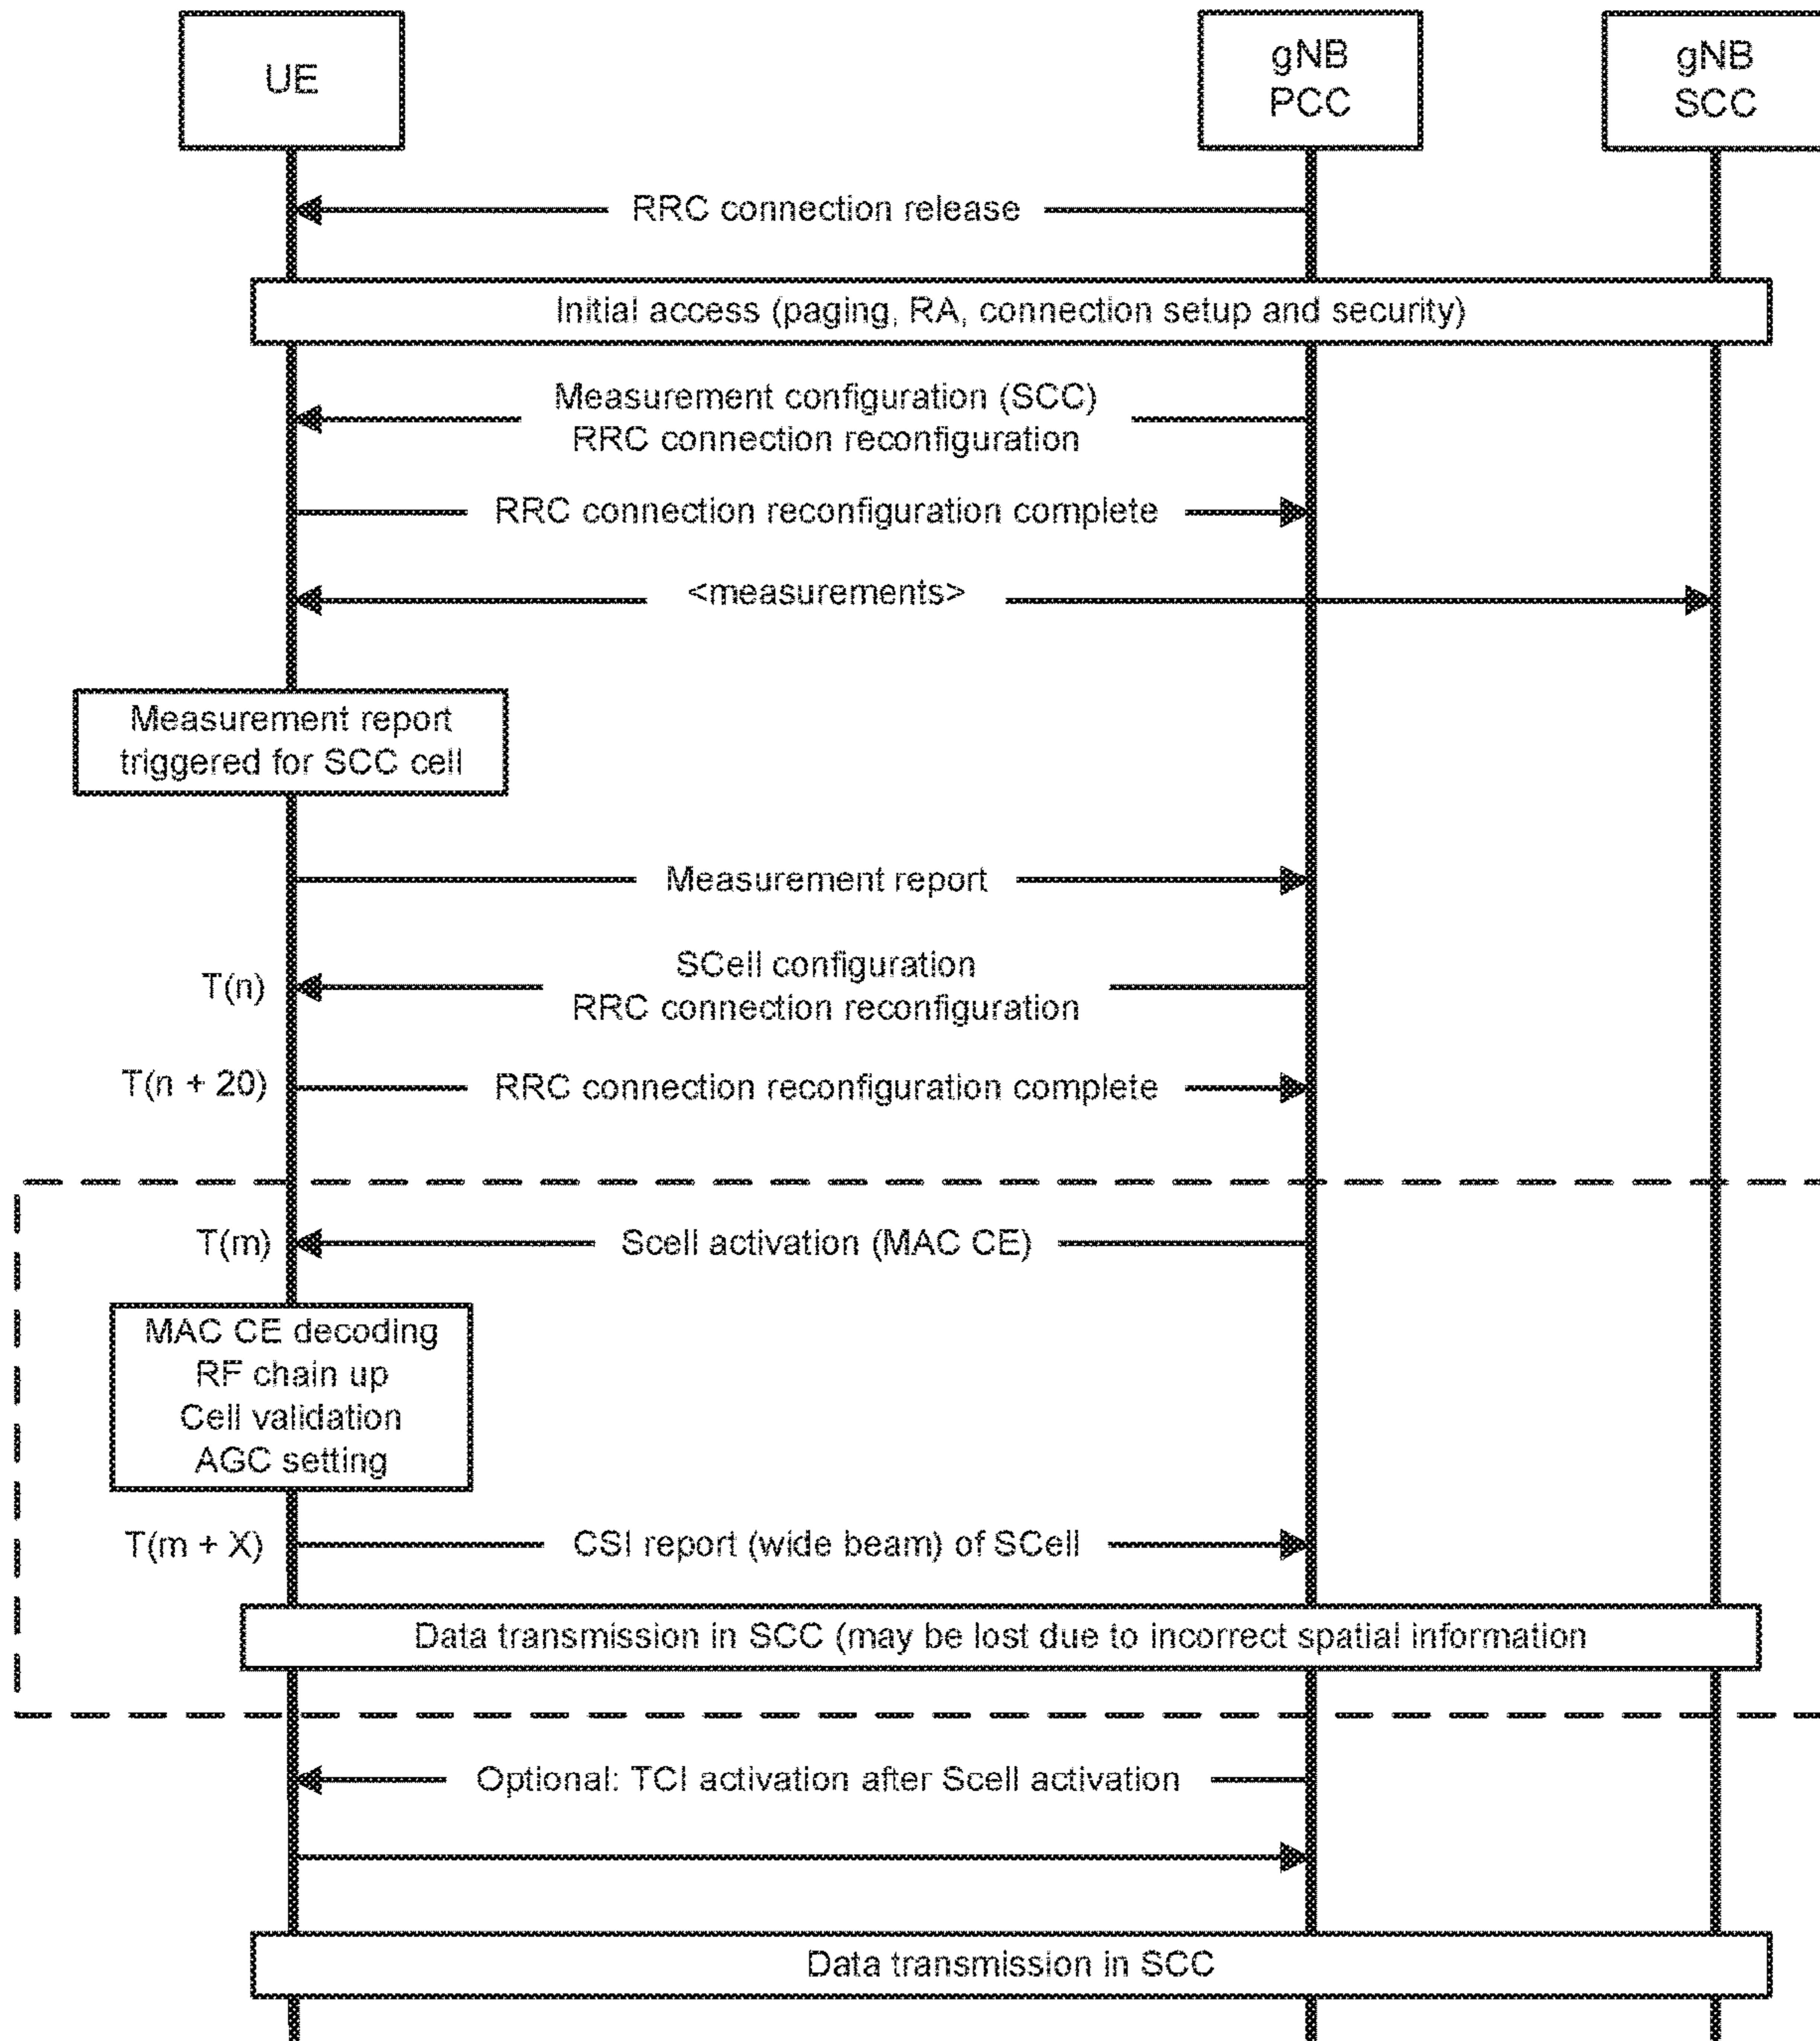 UE
gNB
PCC
gNB
SCC
RRC connection release
Initial access (paging, RA, connection setup and security)
Measurement configuration (SCC)
RRC connection reconfiguration
RRC connection reconfiguration complete
<measurements>
Measurement report
triggered for SCC cell
Measurement report
T(n)
SCell configuration
RRC connection reconfiguration
T(n + 20)
RRC connection reconfiguration complete
T(m)
Scell activation (MAC CE)
MAC CE decoding
RF chain up
Cell validation
AGC setting
T(m + X)
CSI report (wide beam) of SCell
Data transmission in SCC (may be lost due to incorrect spatial information
Optional: TCI activation after Scell activation
Data transmission in SCC